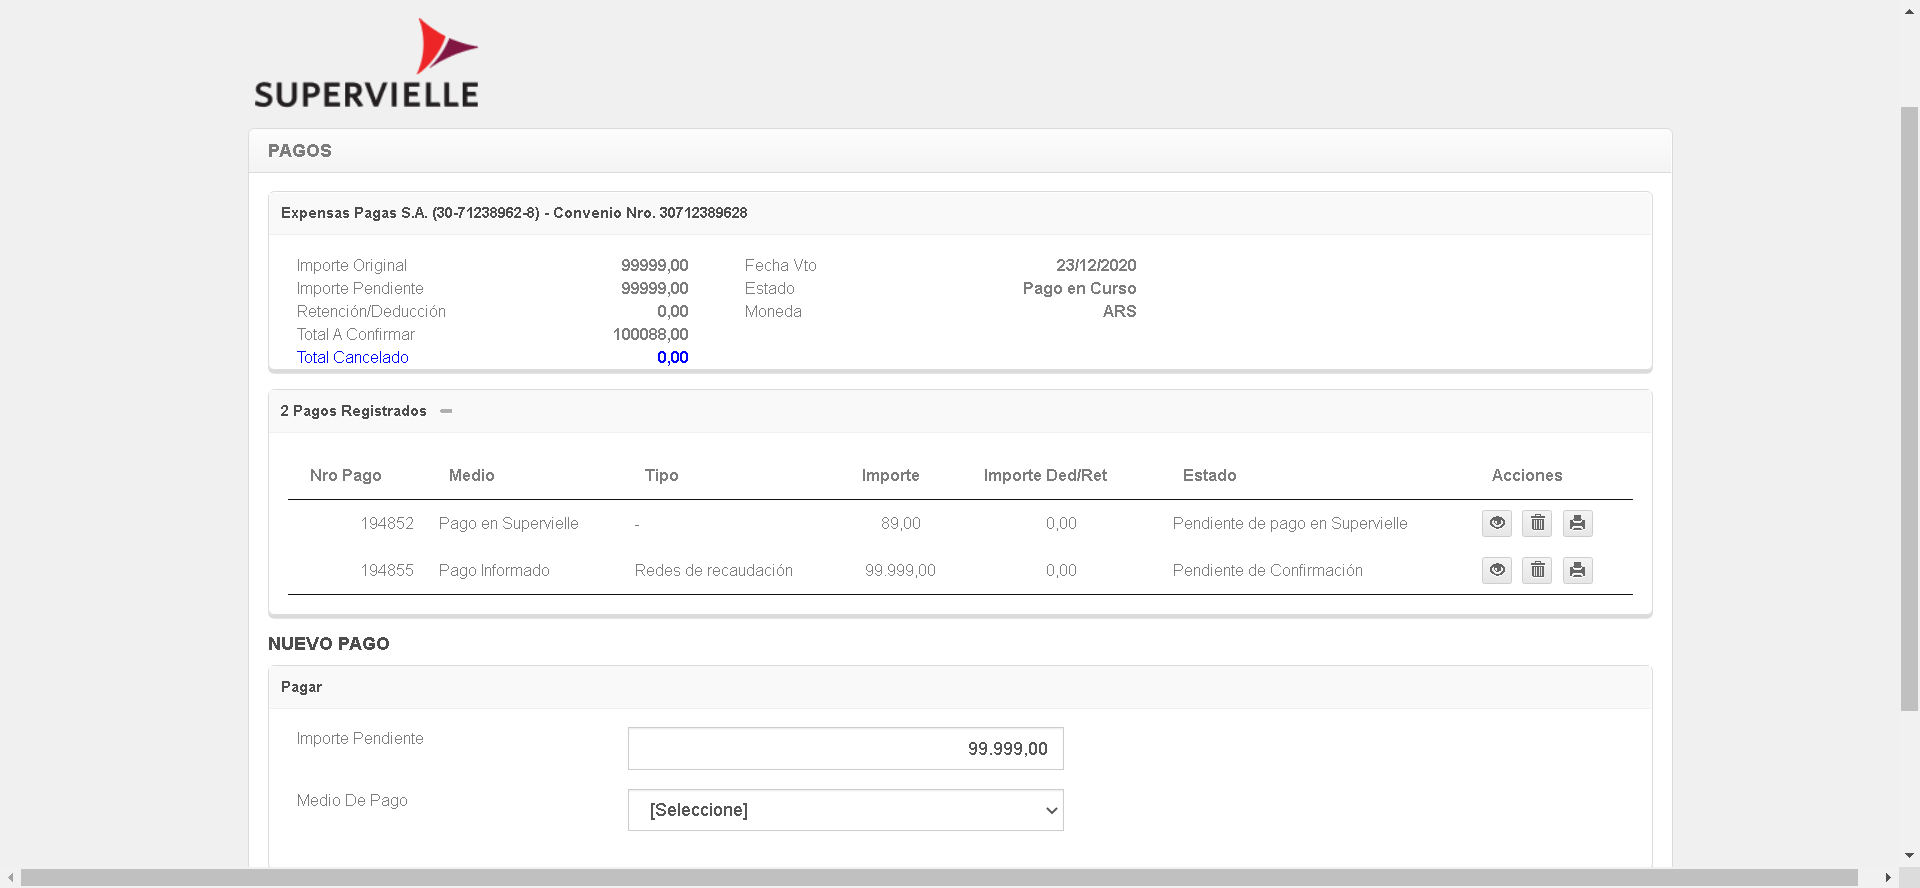 SUPERVIELLE
PAGOS
Expensas Pagas S.A. (30-71238962-8) - Convenio Nro. 30712389628
Importe Original 99999,00 Fecha Vto 23/12/2020
Importe Pendiente 99999,00 Estado Pago en Curso
Retención/Deducción 0,00 Moneda ARS
Total A Confirmar 100088,00
Total Cancelado 0,00
2 Pagos Registrados
Nro Pago Medio Tipo Importe Importe Ded/Ret Estado Acciones
194852 Pago en Supervielle - 89,00 0,00 Pendiente de pago en Supervielle
194855 Pago Informado Redes de recaudación 99.999,00 0,00 Pendiente de Confirmación
NUEVO PAGO
Pagar
Importe Pendiente 99.999,00
Medio De Pago [Seleccione]